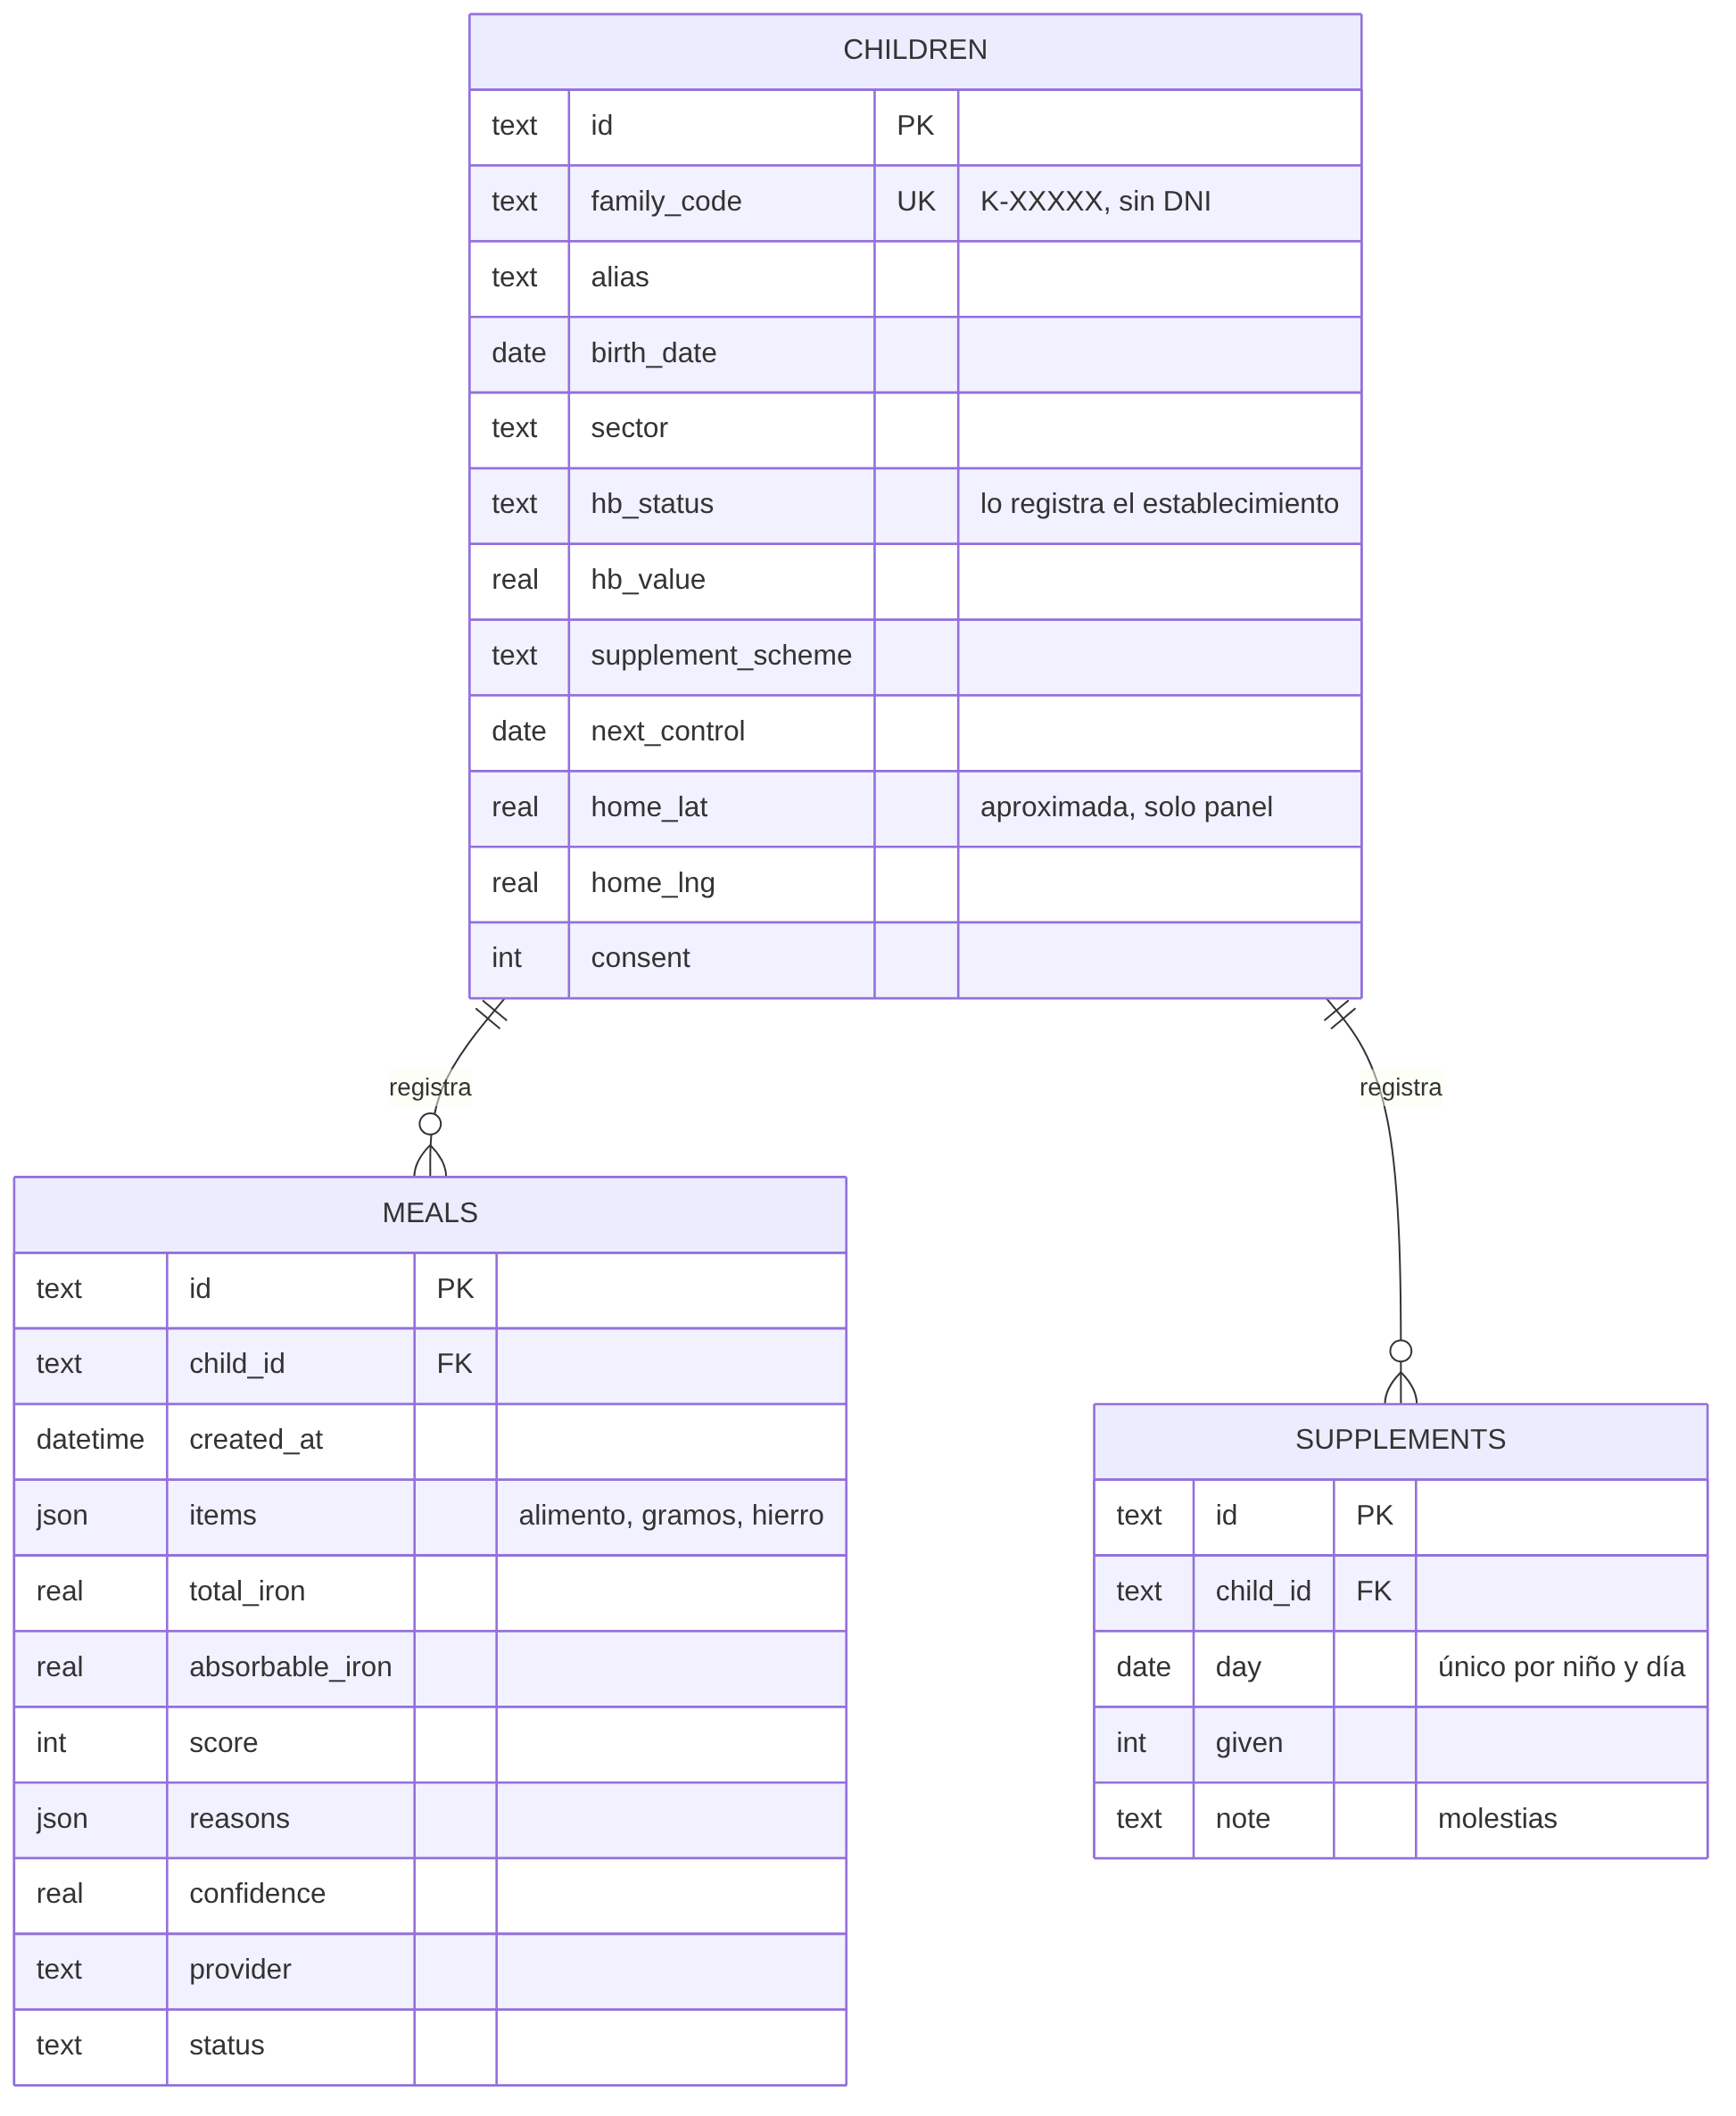 CHILDREN
text id PK
text family_code UK K-XXXXX, sin DNI
text alias
date birth_date
text sector
text hb_status lo registra el establecimiento
real hb_value
text supplement_scheme
date next_control
real home_lat aproximada, solo panel
real home_lng
int consent
registra
registra
MEALS
text id PK
text child_id FK
datetime created_at
json items alimento, gramos, hierro
real total_iron
real absorbable_iron
int score
json reasons
real confidence
text provider
text status
SUPPLEMENTS
text id PK
text child_id FK
date day único por niño y día
int given
text note molestias